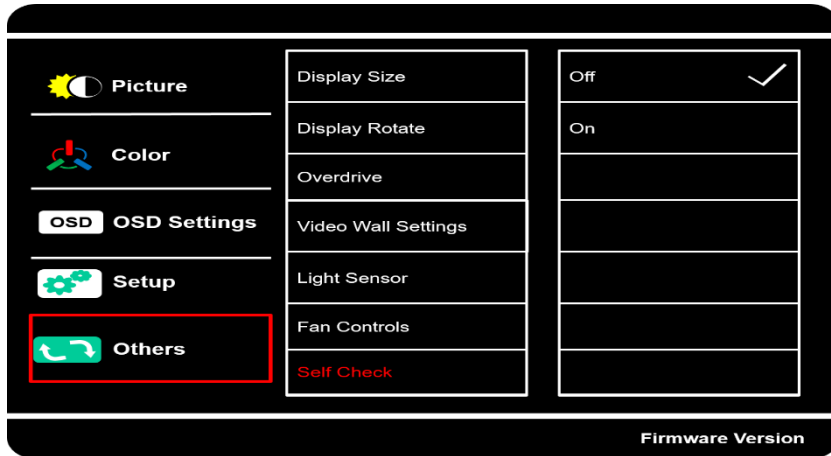 Picture
Color
OSD OSD Settings
Setup
Others
Display Size
Display Rotate
Overdrive
Video Wall Settings
Light Sensor
Fan Controls
Self Check
Off
On
Firmware Version